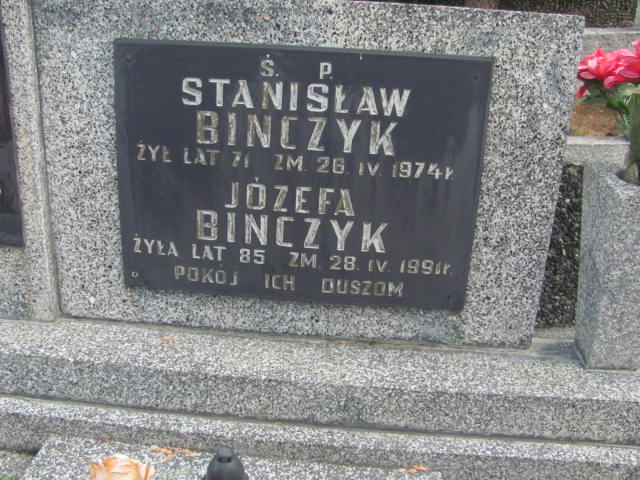 Ś. P.
STANISŁAW
BINCZYK
ŻYŁ LAT 71 ZM. 26. IV. 1974 r.
JÓZEFA
BINCZYK
ŻYŁA LAT 85 ZM. 28. IV. 1991 r.
POKÓJ ICH DUSZOM